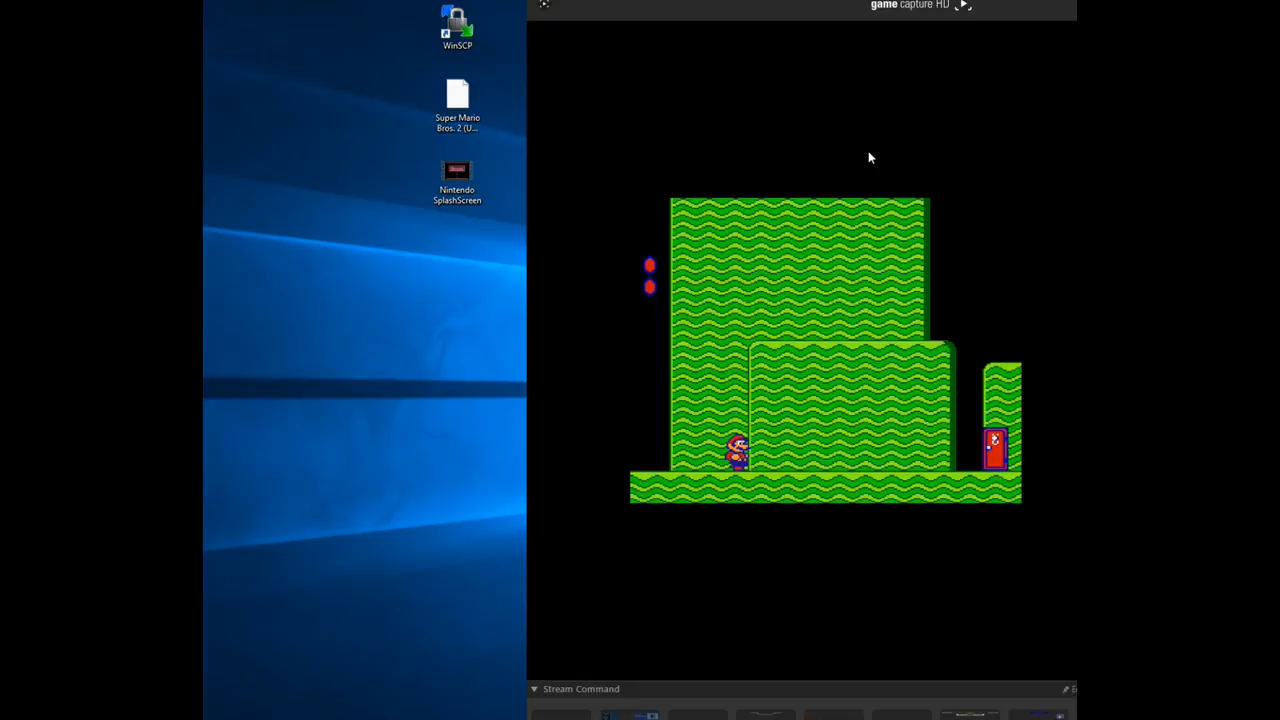 game capture HD
WinSCP
Super Mario
Bros. 2 (U...
Nintendo
SplashScreen
Stream Command